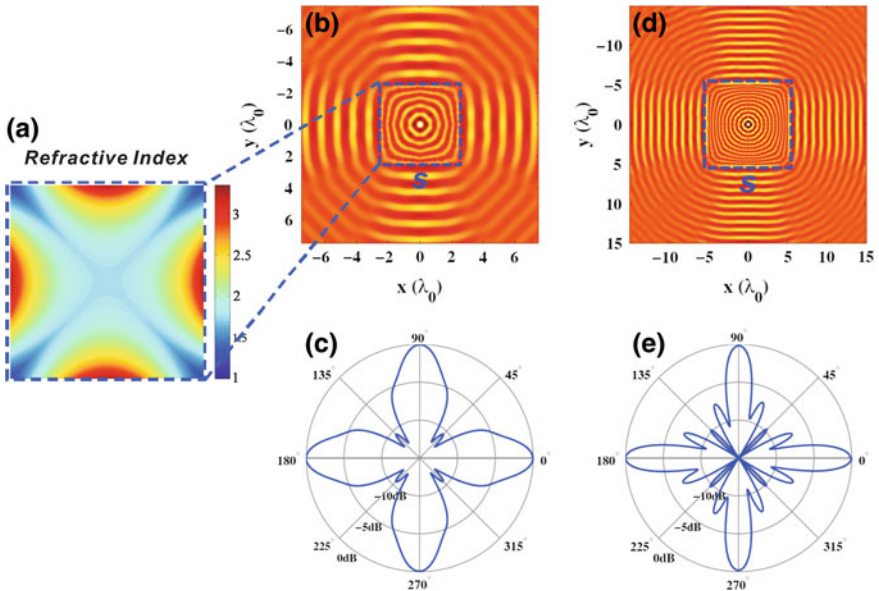 (a)
Refractive Index
3
2.5
2
1.5
1
(b)
y (λ0)
−6
−4
−2
0
2
4
6
S
−6 −4 −2 0 2 4 6
x (λ0)
(d)
y (λ0)
−10
−5
0
5
10
15
S
−10 −5 0 5 10 15
x (λ0)
(c)
90°
135° 45°
180° 0°
−10dB
−5dB
0dB
225° 315°
270°
(e)
90°
135° 45°
180° 0°
−10dB
−5dB
0dB
225° 315°
270°